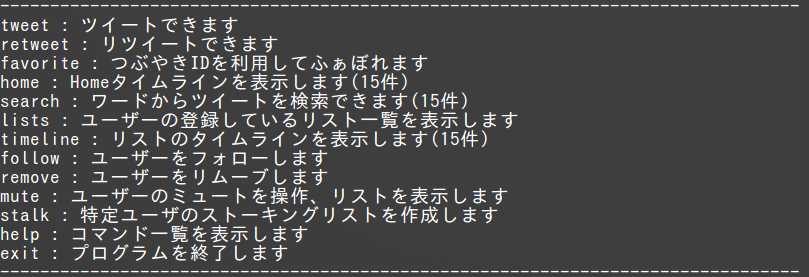 --------------------------------------------------------------------------------
tweet : ツイートできます
retweet : リツイートできます
favorite : つぶやきIDを利用してふぁぼれます
home : Homeタイムラインを表示します(15件)
search : ワードからツイートを検索できます(15件)
lists : ユーザーの登録しているリスト一覧を表示します
timeline : リストのタイムラインを表示します(15件)
follow : ユーザーをフォローします
remove : ユーザーをリムーブします
mute : ユーザーのミュートを操作、リストを表示します
stalk : 特定ユーザのストーキングリストを作成します
help : コマンド一覧を表示します
exit : プログラムを終了します
--------------------------------------------------------------------------------